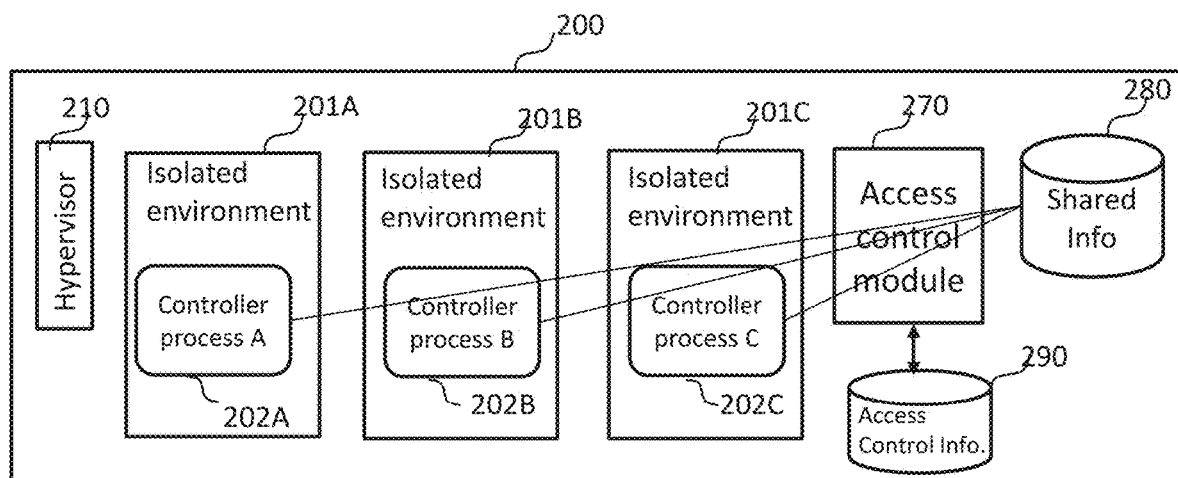 200
210
201A
201B
201C
270
280
Hypervisor
Isolated
environment
Controller
process A
202A
Isolated
environment
Controller
process B
202B
Isolated
environment
Controller
process C
202C
Access
control
module
Shared
Info
290
Access
Control Info.